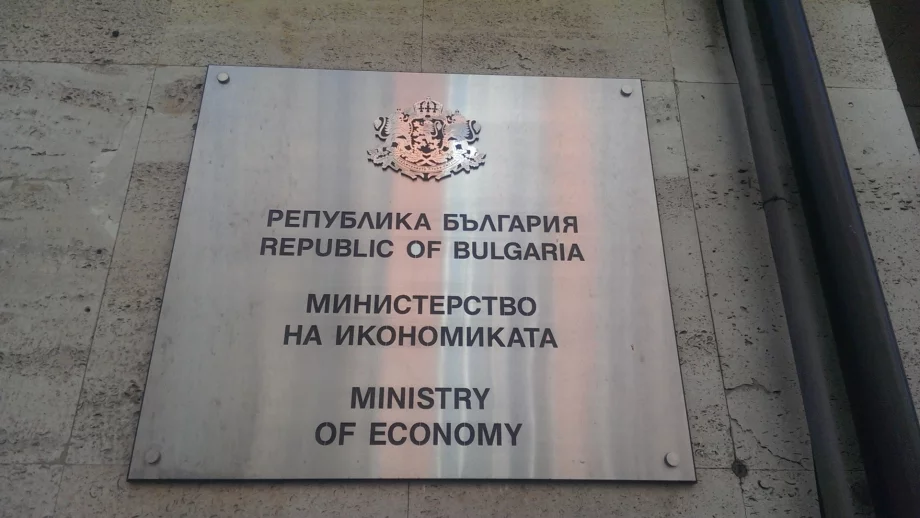 РЕПУБЛИКА БЪЛГАРИЯ
REPUBLIC OF BULGARIA
МИНИСТЕРСТВО
НА ИКОНОМИКАТА
MINISTRY
OF ECONOMY